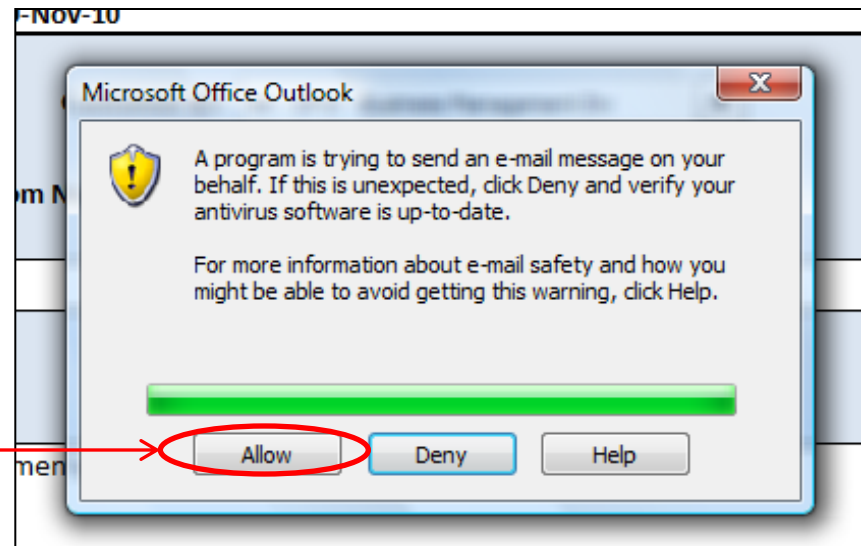 -Nov-10
Microsoft Office Outlook
om N
A program is trying to send an e-mail message on your
behalf. If this is unexpected, click Deny and verify your
antivirus software is up-to-date.
For more information about e-mail safety and how you
might be able to avoid getting this warning, click Help.
Allow Deny Help
men